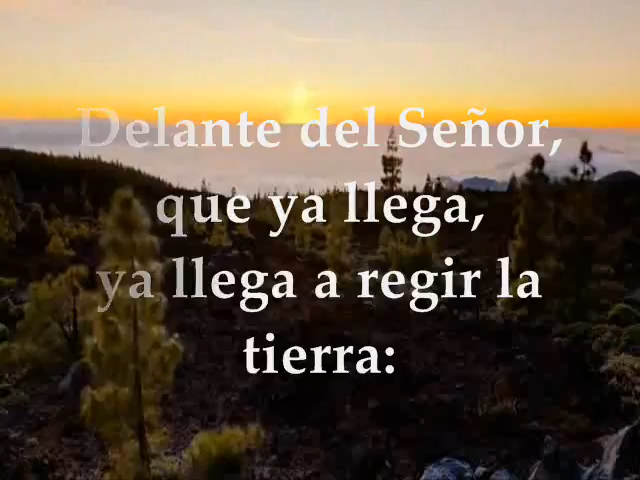 Delante del Señor,
que ya llega,
ya llega a regir la
tierra: